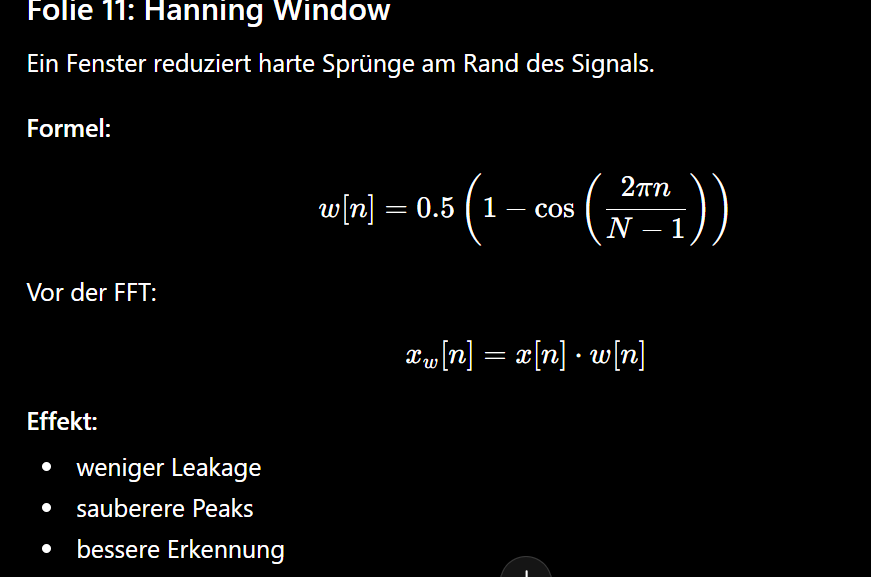 Folie 11: Hanning Window
Ein Fenster reduziert harte Sprünge am Rand des Signals.
Formel:
w[n] = 0.5 (1 − cos (2πn / N − 1))
Vor der FFT:
x_w[n] = x[n] · w[n]
Effekt:
• weniger Leakage
• sauberere Peaks
• bessere Erkennung